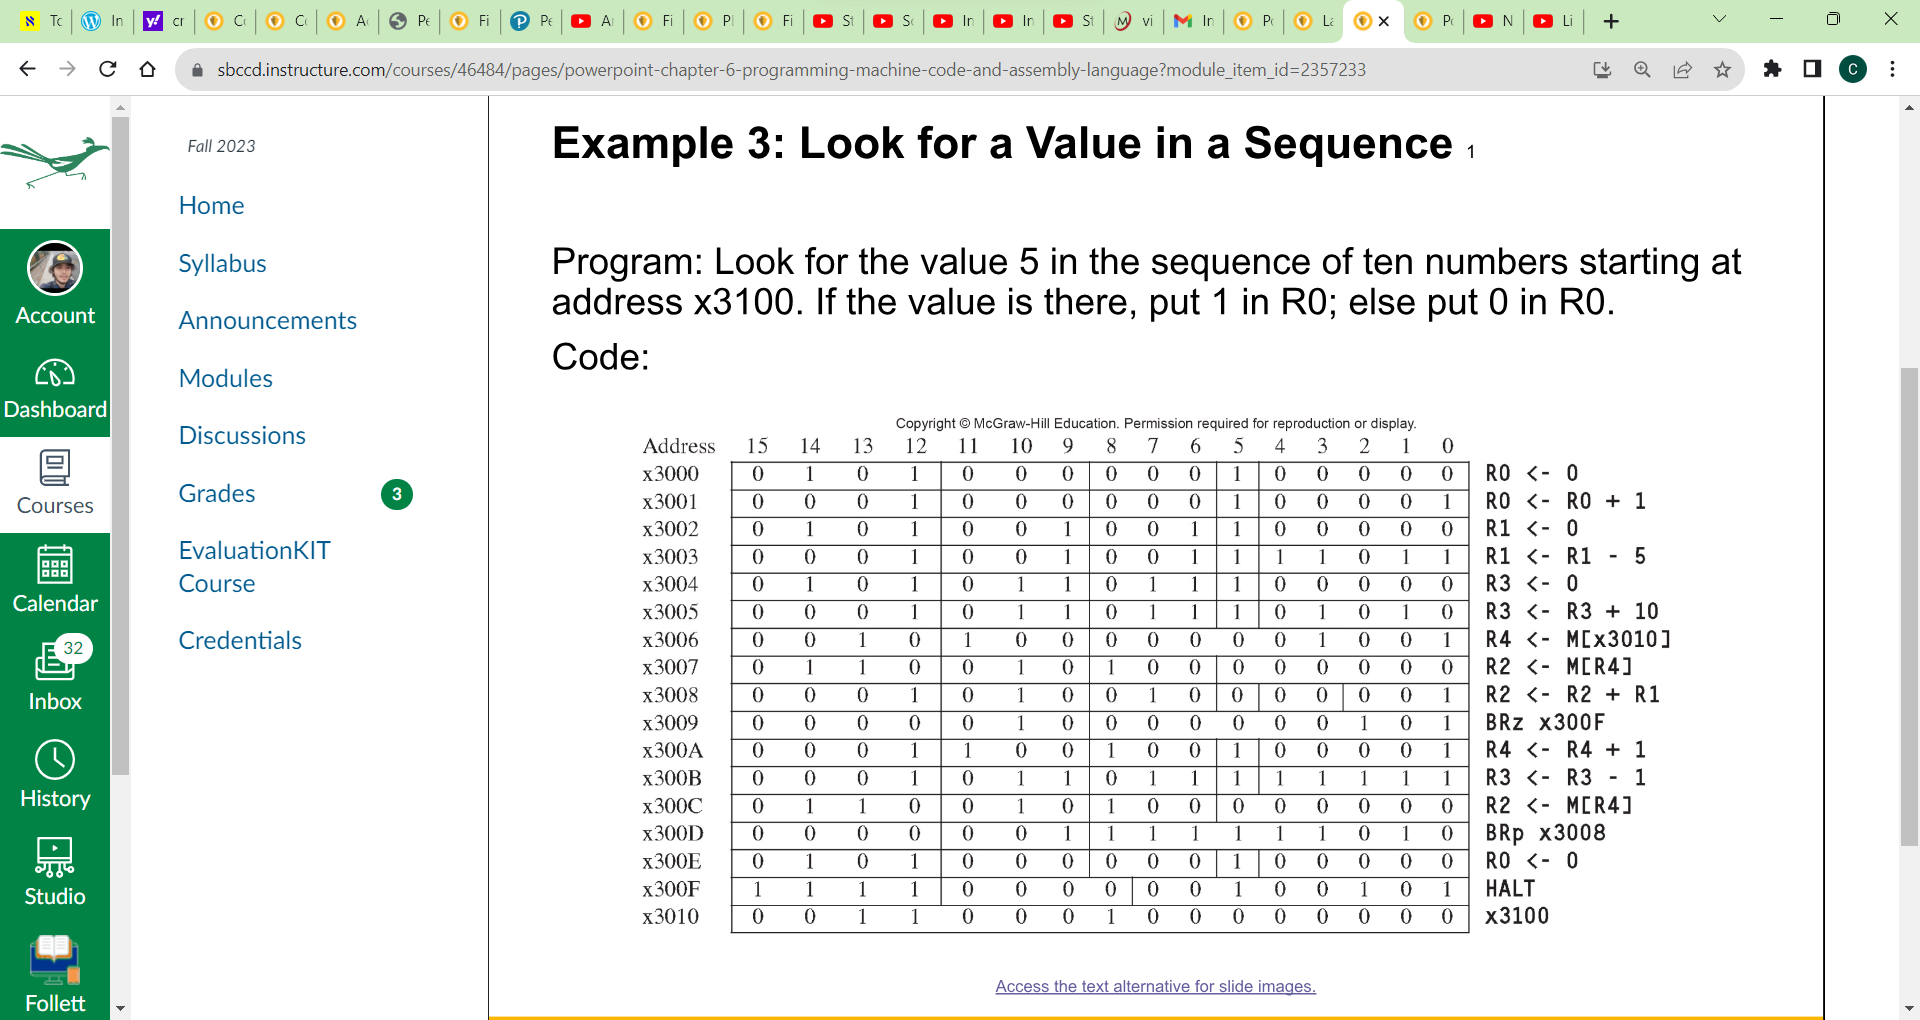 Tc In cr Cc Cc A Pe Fi Pe A Fi Pl Fi St Sc In In St vi In Pc La Pc N Li
sbccd.instructure.com/courses/46484/pages/powerpoint-chapter-6-programming-machine-code-and-assembly-language?module_item_id=2357233
C
Account
Dashboard
Courses
Calendar
32
Inbox
History
Studio
Follett
Fall 2023
Home
Syllabus
Announcements
Modules
Discussions
Grades 3
EvaluationKIT
Course
Credentials
Example 3: Look for a Value in a Sequence 1
Program: Look for the value 5 in the sequence of ten numbers starting at
address x3100. If the value is there, put 1 in R0; else put 0 in R0.
Code:
Copyright © McGraw-Hill Education. Permission required for reproduction or display.
Address 15 14 13 12 11 10 9 8 7 6 5 4 3 2 1 0
x3000 0 1 0 1 0 0 0 0 0 0 1 0 0 0 0 0 R0 <- 0
x3001 0 0 0 1 0 0 0 0 0 0 1 0 0 0 0 1 R0 <- R0 + 1
x3002 0 1 0 1 0 0 1 0 0 1 1 0 0 0 0 0 R1 <- 0
x3003 0 0 0 1 0 0 1 0 0 1 1 1 1 0 1 1 R1 <- R1 - 5
x3004 0 1 0 1 0 1 1 0 1 1 1 0 0 0 0 0 R3 <- 0
x3005 0 0 0 1 0 1 1 0 1 1 1 0 1 0 1 0 R3 <- R3 + 10
x3006 0 0 1 0 1 0 0 0 0 0 0 0 1 0 0 1 R4 <- M[x3010]
x3007 0 1 1 0 0 1 0 1 0 0 0 0 0 0 0 0 R2 <- M[R4]
x3008 0 0 0 1 0 1 0 0 1 0 0 0 0 0 0 1 R2 <- R2 + R1
x3009 0 0 0 0 0 1 0 0 0 0 0 0 0 1 0 1 BRz x300F
x300A 0 0 0 1 1 0 0 1 0 0 1 0 0 0 0 1 R4 <- R4 + 1
x300B 0 0 0 1 0 1 1 0 1 1 1 1 1 1 1 1 R3 <- R3 - 1
x300C 0 1 1 0 0 1 0 1 0 0 0 0 0 0 0 0 R2 <- M[R4]
x300D 0 0 0 0 0 0 1 1 1 1 1 1 1 0 1 0 BRp x3008
x300E 0 1 0 1 0 0 0 0 0 0 1 0 0 0 0 0 R0 <- 0
x300F 1 1 1 1 0 0 0 0 0 0 1 0 0 1 0 1 HALT
x3010 0 0 1 1 0 0 0 1 0 0 0 0 0 0 0 0 x3100
Access the text alternative for slide images.